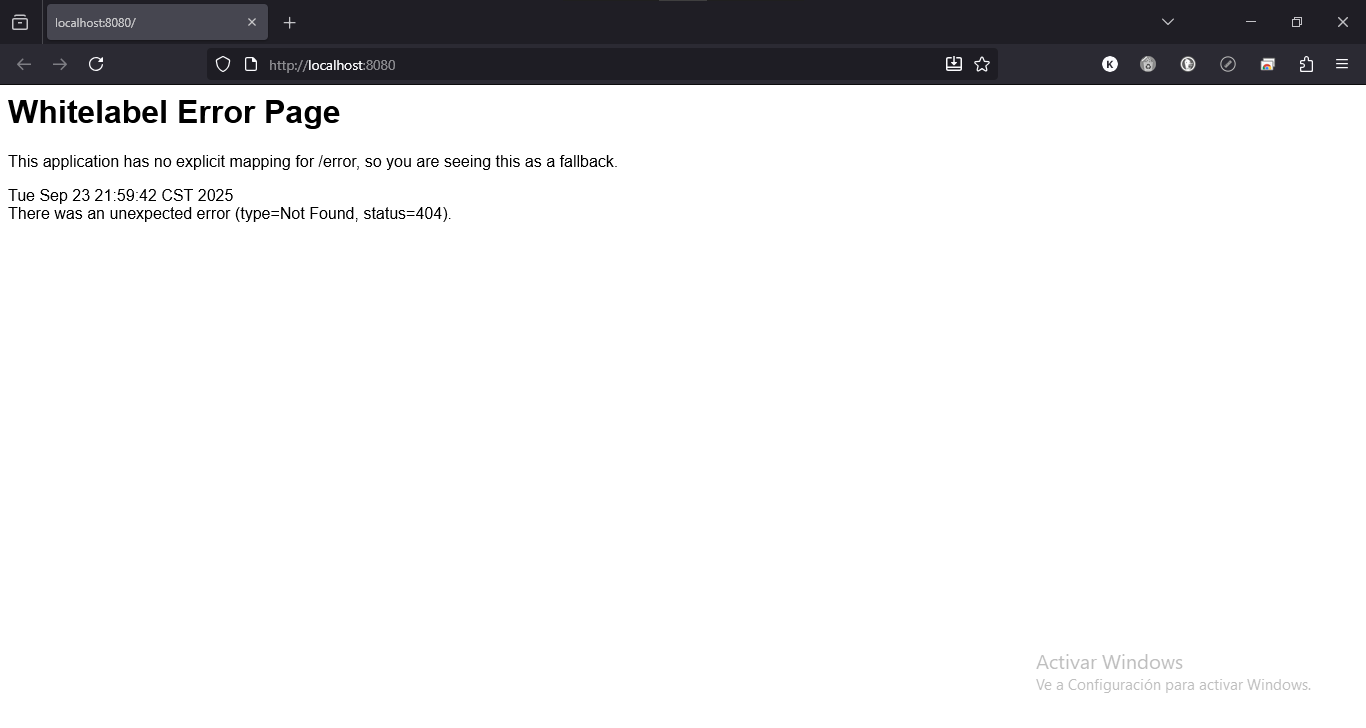 localhost:8080/
http://localhost:8080
K
Whitelabel Error Page
This application has no explicit mapping for /error, so you are seeing this as a fallback.
Tue Sep 23 21:59:42 CST 2025
There was an unexpected error (type=Not Found, status=404).
Activar Windows
Ve a Configuración para activar Windows.